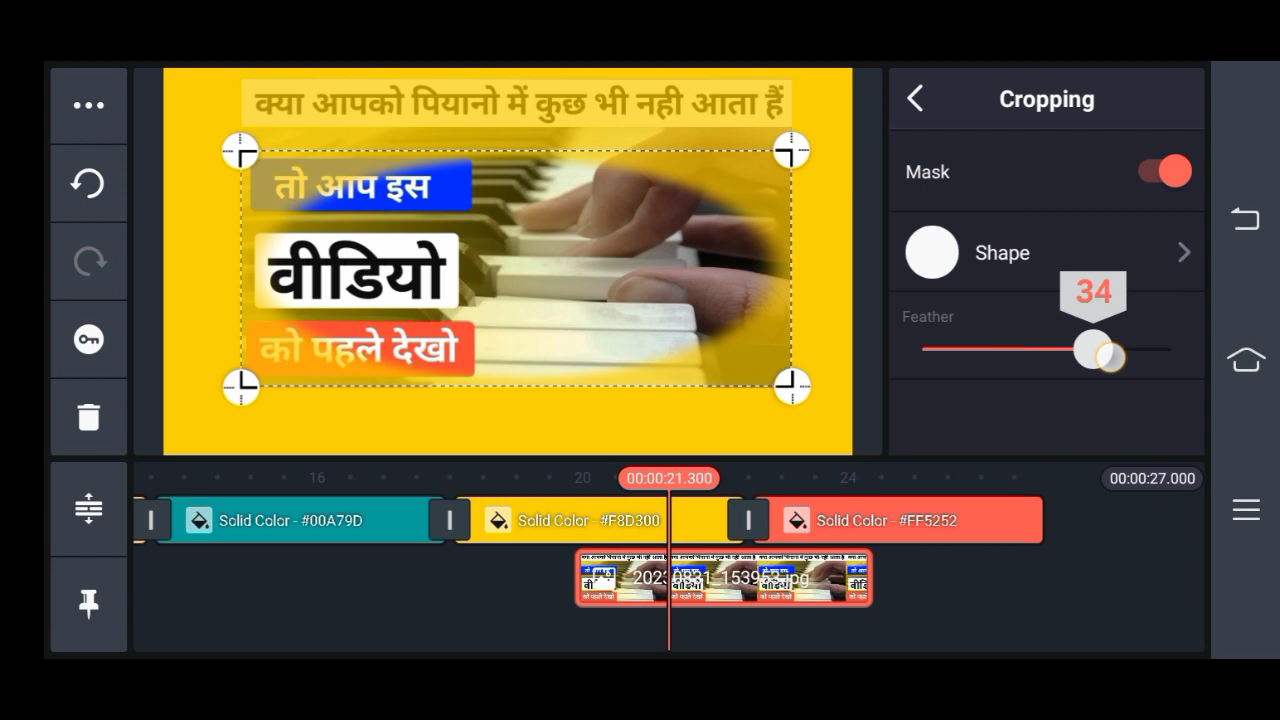 क्या आपको पियानो में कुछ भी नही आता हैं
तो आप इस
वीडियो
को पहले देखो
Cropping
Mask
Shape
34
Feather
16
20
00:00:21.300
24
00:00:27.000
Solid Color - #00A79D
Solid Color - #F8D300
Solid Color - #FF5252